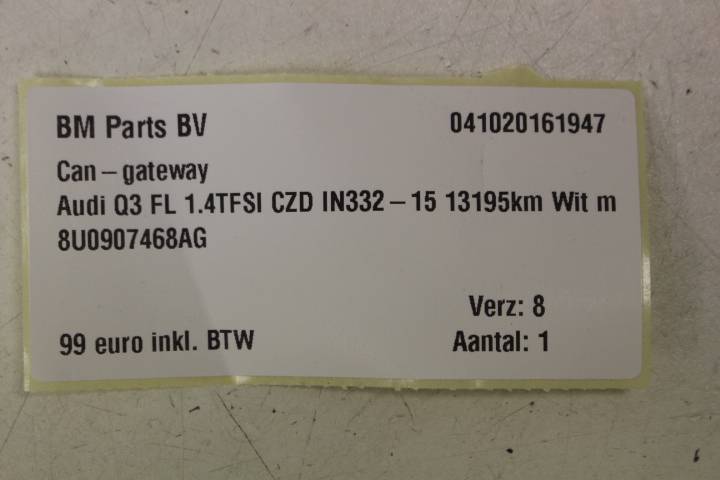 BM Parts BV 041020161947
Can-gateway
Audi Q3 FL 1.4TFSI CZD IN332-15 13195km Wit m
8U0907468AG
Verz: 8
99 euro inkl. BTW Aantal: 1